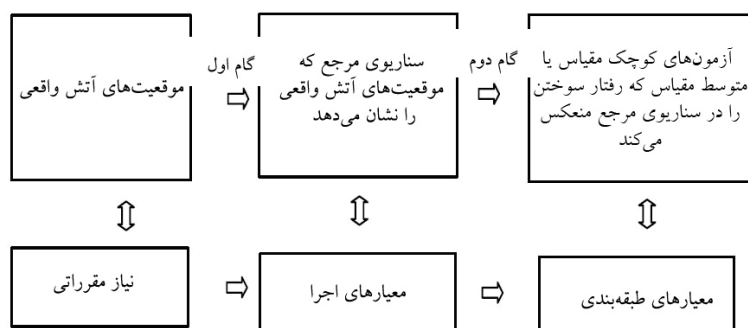 موقعیت‌های آتش واقعی
گام اول
سناریوی مرجع که
موقعیت‌های آتش واقعی
را نشان می‌دهد
گام دوم
آزمون‌های کوچک مقیاس یا
متوسط مقیاس که رفتار سوختن
را در سناریوی مرجع منعکس
می‌کند
نیاز مقرراتی
معیارهای اجرا
معیارهای طبقه‌بندی